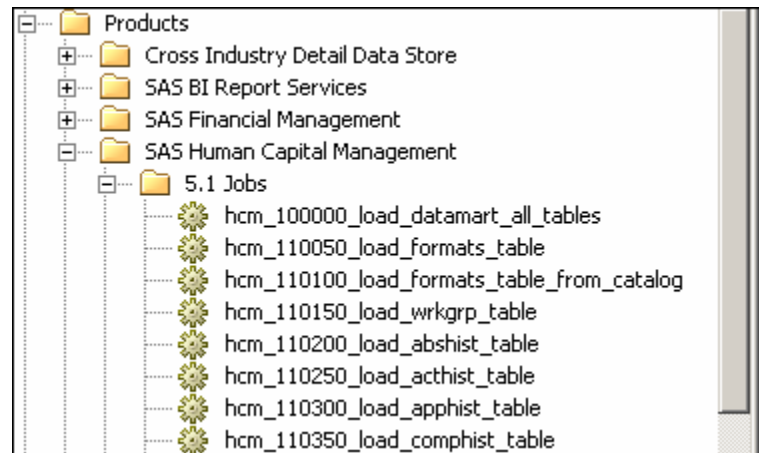 Products
Cross Industry Detail Data Store
SAS BI Report Services
SAS Financial Management
SAS Human Capital Management
5.1 Jobs
hcm_100000_load_datamart_all_tables
hcm_110050_load_formats_table
hcm_110100_load_formats_table_from_catalog
hcm_110150_load_wrkgrp_table
hcm_110200_load_abshist_table
hcm_110250_load_acthist_table
hcm_110300_load_apphist_table
hcm_110350_load_comphist_table